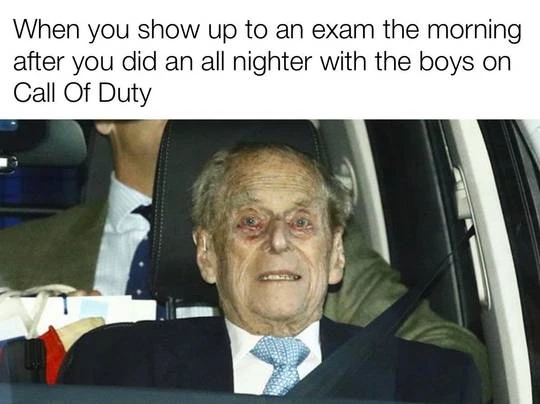 When you show up to an exam the morning
after you did an all nighter with the boys on
Call Of Duty